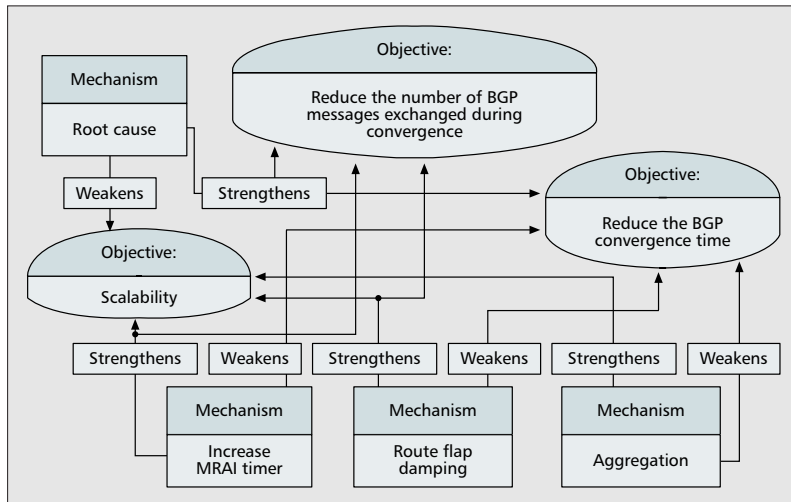 Mechanism
Root cause
Weakens
Objective:
Reduce the number of BGP
messages exchanged during
convergence
Strengthens
Objective:
Reduce the BGP
convergence time
Objective:
Scalability
Strengthens
Weakens
Strengthens
Weakens
Strengthens
Weakens
Mechanism
Increase
MRAI timer
Mechanism
Route flap
damping
Mechanism
Aggregation